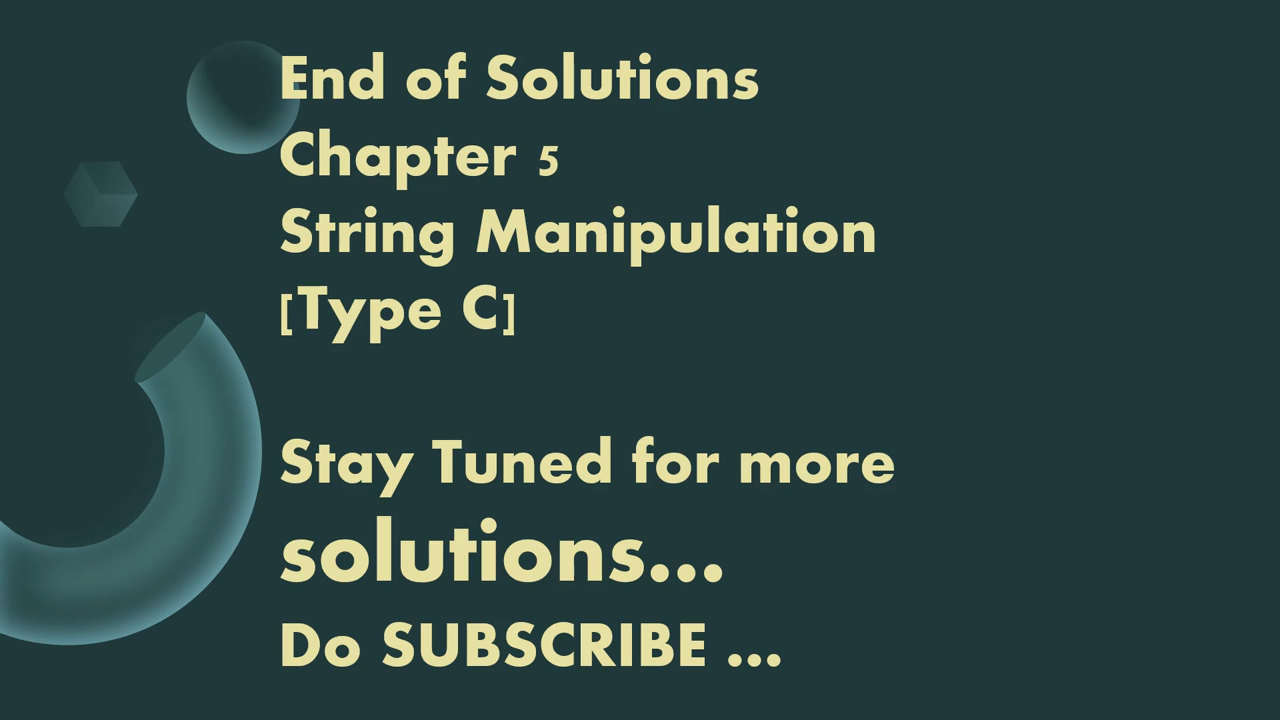 End of Solutions
Chapter 5
String Manipulation
[Type C]
Stay Tuned for more
solutions...
Do SUBSCRIBE ...